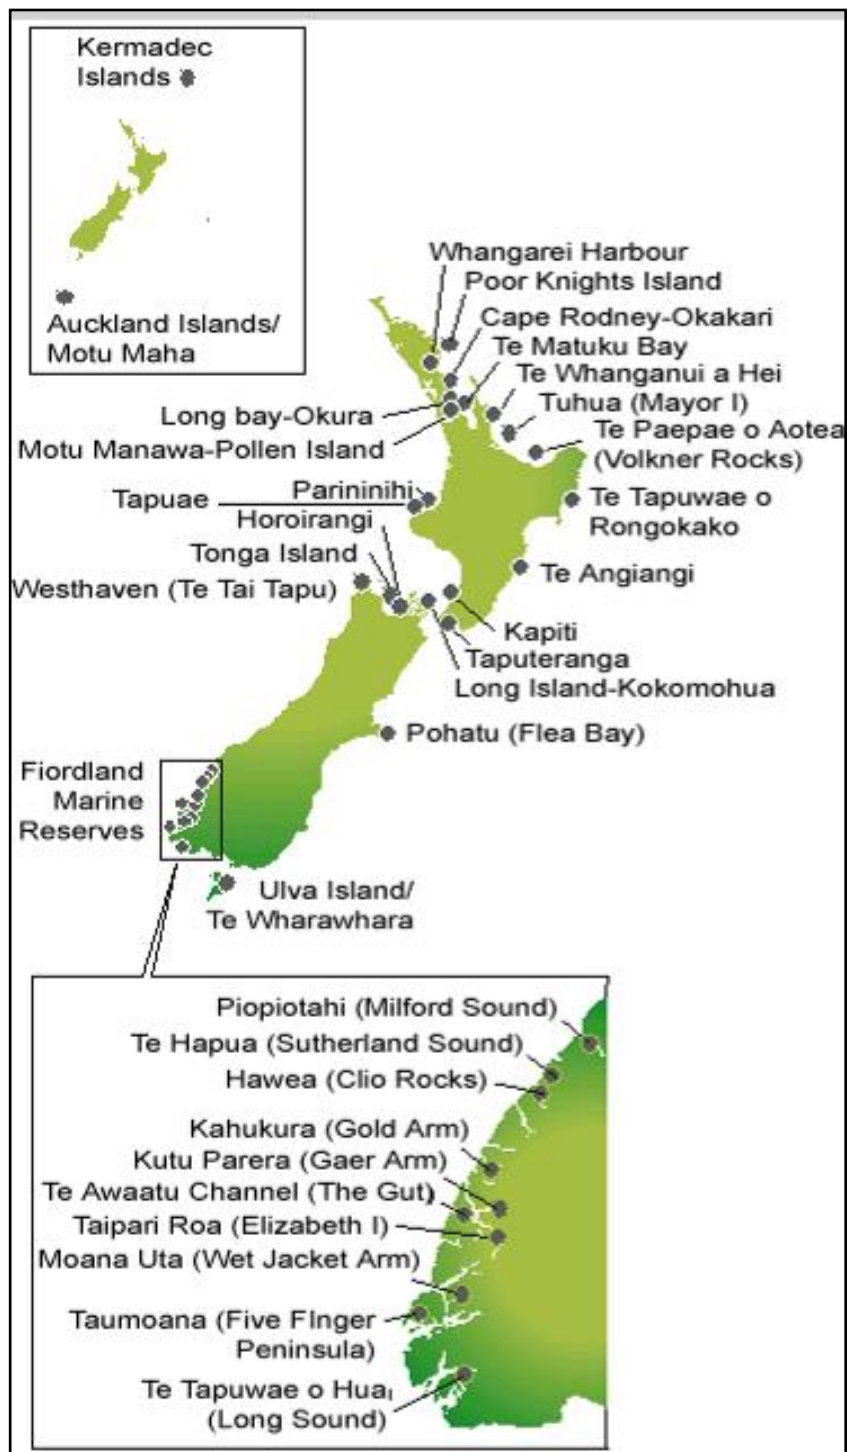 Kermadec
Islands
Auckland Islands/
Motu Maha
Whangarei Harbour
Poor Knights Island
Cape Rodney-Okakari
Te Matuku Bay
Te Whanganui a Hei
Long bay-Okura
Tuhua (Mayor I)
Motu Manawa-Pollen Island
Te Paepae o Aotea
(Volkner Rocks)
Parininihi
Tapuae
Te Tapuwae o
Rongokako
Horoirangi
Tonga Island
Westhaven (Te Tai Tapu)
Te Angiangi
Kapiti
Taputeranga
Long Island-Kokomohua
Pohatu (Flea Bay)
Fiordland
Marine
Reserves
Ulva Island/
Te Wharawhara
Piopiotahi (Milford Sound)
Te Hapua (Sutherland Sound)
Hawea (Clio Rocks)
Kahukura (Gold Arm)
Kutu Parera (Gaer Arm)
Te Awaatu Channel (The Gut)
Taipari Roa (Elizabeth I)
Moana Uta (Wet Jacket Arm)
Taumoana (Five FInger
Peninsula)
Te Tapuwae o Hua
(Long Sound)